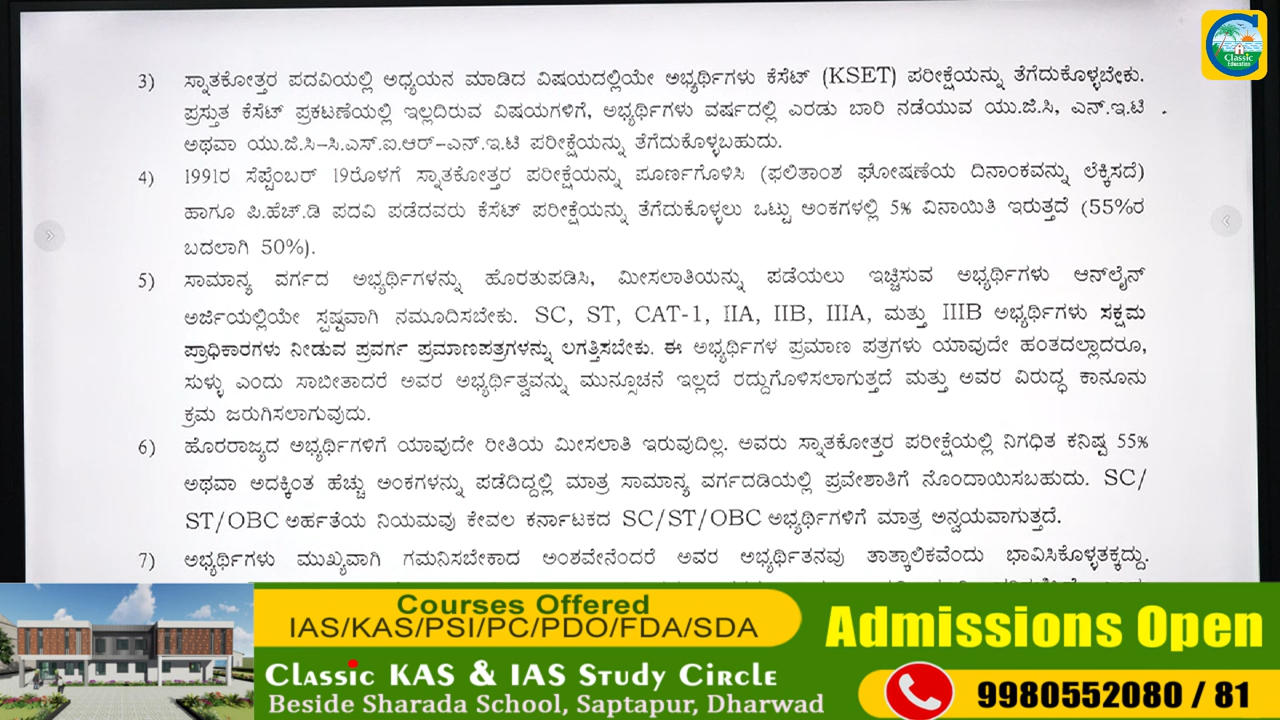 Classic
Education
3) ಸ್ನಾತಕೋತ್ತರ ಪದವಿಯಲ್ಲಿ ಅಧ್ಯಯನ ಮಾಡಿದ ವಿಷಯದಲ್ಲಿಯೇ ಅಭ್ಯರ್ಥಿಗಳು ಕೆಸೆಟ್ (KSET) ಪರೀಕ್ಷೆಯನ್ನು ತೆಗೆದುಕೊಳ್ಳಬೇಕು.
ಪ್ರಸ್ತುತ ಕೆಸೆಟ್ ಪ್ರಕಟಣೆಯಲ್ಲಿ ಇಲ್ಲದಿರುವ ವಿಷಯಗಳಿಗೆ, ಅಭ್ಯರ್ಥಿಗಳು ವರ್ಷದಲ್ಲಿ ಎರಡು ಬಾರಿ ನಡೆಯುವ ಯು.ಜಿ.ಸಿ, ಎನ್.ಇ.ಟಿ
ಅಥವಾ ಯು.ಜಿ.ಸಿ–ಸಿ.ಎಸ್.ಐ.ಆರ್–ಎನ್.ಇ.ಟಿ ಪರೀಕ್ಷೆಯನ್ನು ತೆಗೆದುಕೊಳ್ಳಬಹುದು.
4) 1991ರ ಸೆಪ್ಟೆಂಬರ್ 19ರೊಳಗೆ ಸ್ನಾತಕೋತ್ತರ ಪರೀಕ್ಷೆಯನ್ನು ಪೂರ್ಣಗೊಳಿಸಿ (ಫಲಿತಾಂಶ ಘೋಷಣೆಯ ದಿನಾಂಕವನ್ನು ಲೆಕ್ಕಿಸದೆ)
ಹಾಗೂ ಪಿ.ಹೆಚ್.ಡಿ ಪದವಿ ಪಡೆದವರು ಕೆಸೆಟ್ ಪರೀಕ್ಷೆಯನ್ನು ತೆಗೆದುಕೊಳ್ಳಲು ಒಟ್ಟು ಅಂಕಗಳಲ್ಲಿ 5% ವಿನಾಯಿತಿ ಇರುತ್ತದೆ (55%ರ
ಬದಲಾಗಿ 50%).
5) ಸಾಮಾನ್ಯ ವರ್ಗದ ಅಭ್ಯರ್ಥಿಗಳನ್ನು ಹೊರತುಪಡಿಸಿ, ಮೀಸಲಾತಿಯನ್ನು ಪಡೆಯಲು ಇಚ್ಛಿಸುವ ಅಭ್ಯರ್ಥಿಗಳು ಆನ್‌ಲೈನ್
ಅರ್ಜಿಯಲ್ಲಿಯೇ ಸ್ಪಷ್ಟವಾಗಿ ನಮೂದಿಸಬೇಕು. SC, ST, CAT-1, IIA, IIB, IIIA, ಮತ್ತು IIIB ಅಭ್ಯರ್ಥಿಗಳು ಸಕ್ಷಮ
ಪ್ರಾಧಿಕಾರಗಳು ನೀಡುವ ಪ್ರವರ್ಗ ಪ್ರಮಾಣಪತ್ರಗಳನ್ನು ಲಗತ್ತಿಸಬೇಕು. ಈ ಅಭ್ಯರ್ಥಿಗಳ ಪ್ರಮಾಣ ಪತ್ರಗಳು ಯಾವುದೇ ಹಂತದಲ್ಲಾದರೂ,
ಸುಳ್ಳು ಎಂದು ಸಾಬೀತಾದರೆ ಅವರ ಅಭ್ಯರ್ಥಿತ್ವವನ್ನು ಮುನ್ಸೂಚನೆ ಇಲ್ಲದೆ ರದ್ದುಗೊಳಿಸಲಾಗುತ್ತದೆ ಮತ್ತು ಅವರ ವಿರುದ್ಧ ಕಾನೂನು
ಕ್ರಮ ಜರುಗಿಸಲಾಗುವುದು.
6) ಹೊರರಾಜ್ಯದ ಅಭ್ಯರ್ಥಿಗಳಿಗೆ ಯಾವುದೇ ರೀತಿಯ ಮೀಸಲಾತಿ ಇರುವುದಿಲ್ಲ. ಅವರು ಸ್ನಾತಕೋತ್ತರ ಪರೀಕ್ಷೆಯಲ್ಲಿ ನಿಗಧಿತ ಕನಿಷ್ಟ 55%
ಅಥವಾ ಅದಕ್ಕಿಂತ ಹೆಚ್ಚು ಅಂಕಗಳನ್ನು ಪಡೆದಿದ್ದಲ್ಲಿ ಮಾತ್ರ ಸಾಮಾನ್ಯ ವರ್ಗದಡಿಯಲ್ಲಿ ಪ್ರವೇಶಾತಿಗೆ ನೊಂದಾಯಿಸಬಹುದು. SC/
ST/OBC ಅರ್ಹತೆಯ ನಿಯಮವು ಕೇವಲ ಕರ್ನಾಟಕದ SC/ST/OBC ಅಭ್ಯರ್ಥಿಗಳಿಗೆ ಮಾತ್ರ ಅನ್ವಯವಾಗುತ್ತದೆ.
7) ಅಭ್ಯರ್ಥಿಗಳು ಮುಖ್ಯವಾಗಿ ಗಮನಿಸಬೇಕಾದ ಅಂಶವೇನೆಂದರೆ ಅವರ ಅಭ್ಯರ್ಥಿತನವು ತಾತ್ಕಾಲಿಕವೆಂದು ಭಾವಿಸಿಕೊಳ್ಳತಕ್ಕದ್ದು.
Courses Offered
IAS/KAS/PSI/PC/PDO/FDA/SDA
Classic KAS & IAS Study Circle
Beside Sharada School, Saptapur, Dharwad
Admissions Open
9980552080 / 81